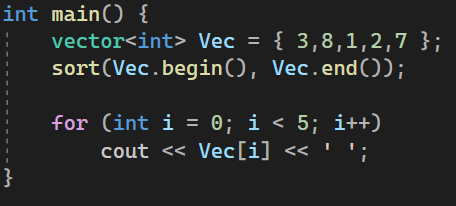 int main() {
    vector<int> Vec = { 3,8,1,2,7 };
    sort(Vec.begin(), Vec.end());

    for (int i = 0; i < 5; i++)
        cout << Vec[i] << ' ';
}